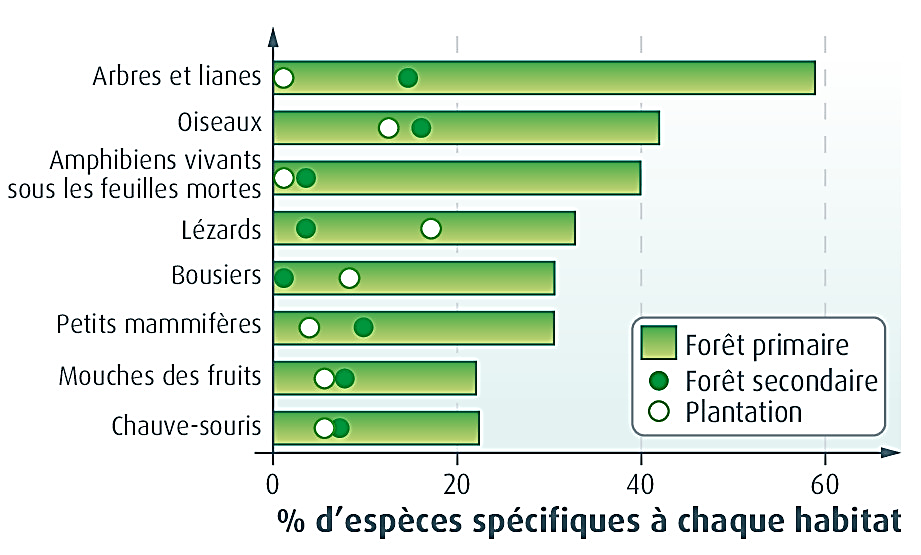 Arbres et lianes
Oiseaux
Amphibiens vivants
sous les feuilles mortes
Lézards
Bousiers
Petits mammifères
Mouches des fruits
Chauve-souris
Forêt primaire
Forêt secondaire
Plantation
0 20 40 60
% d'espèces spécifiques à chaque habitat